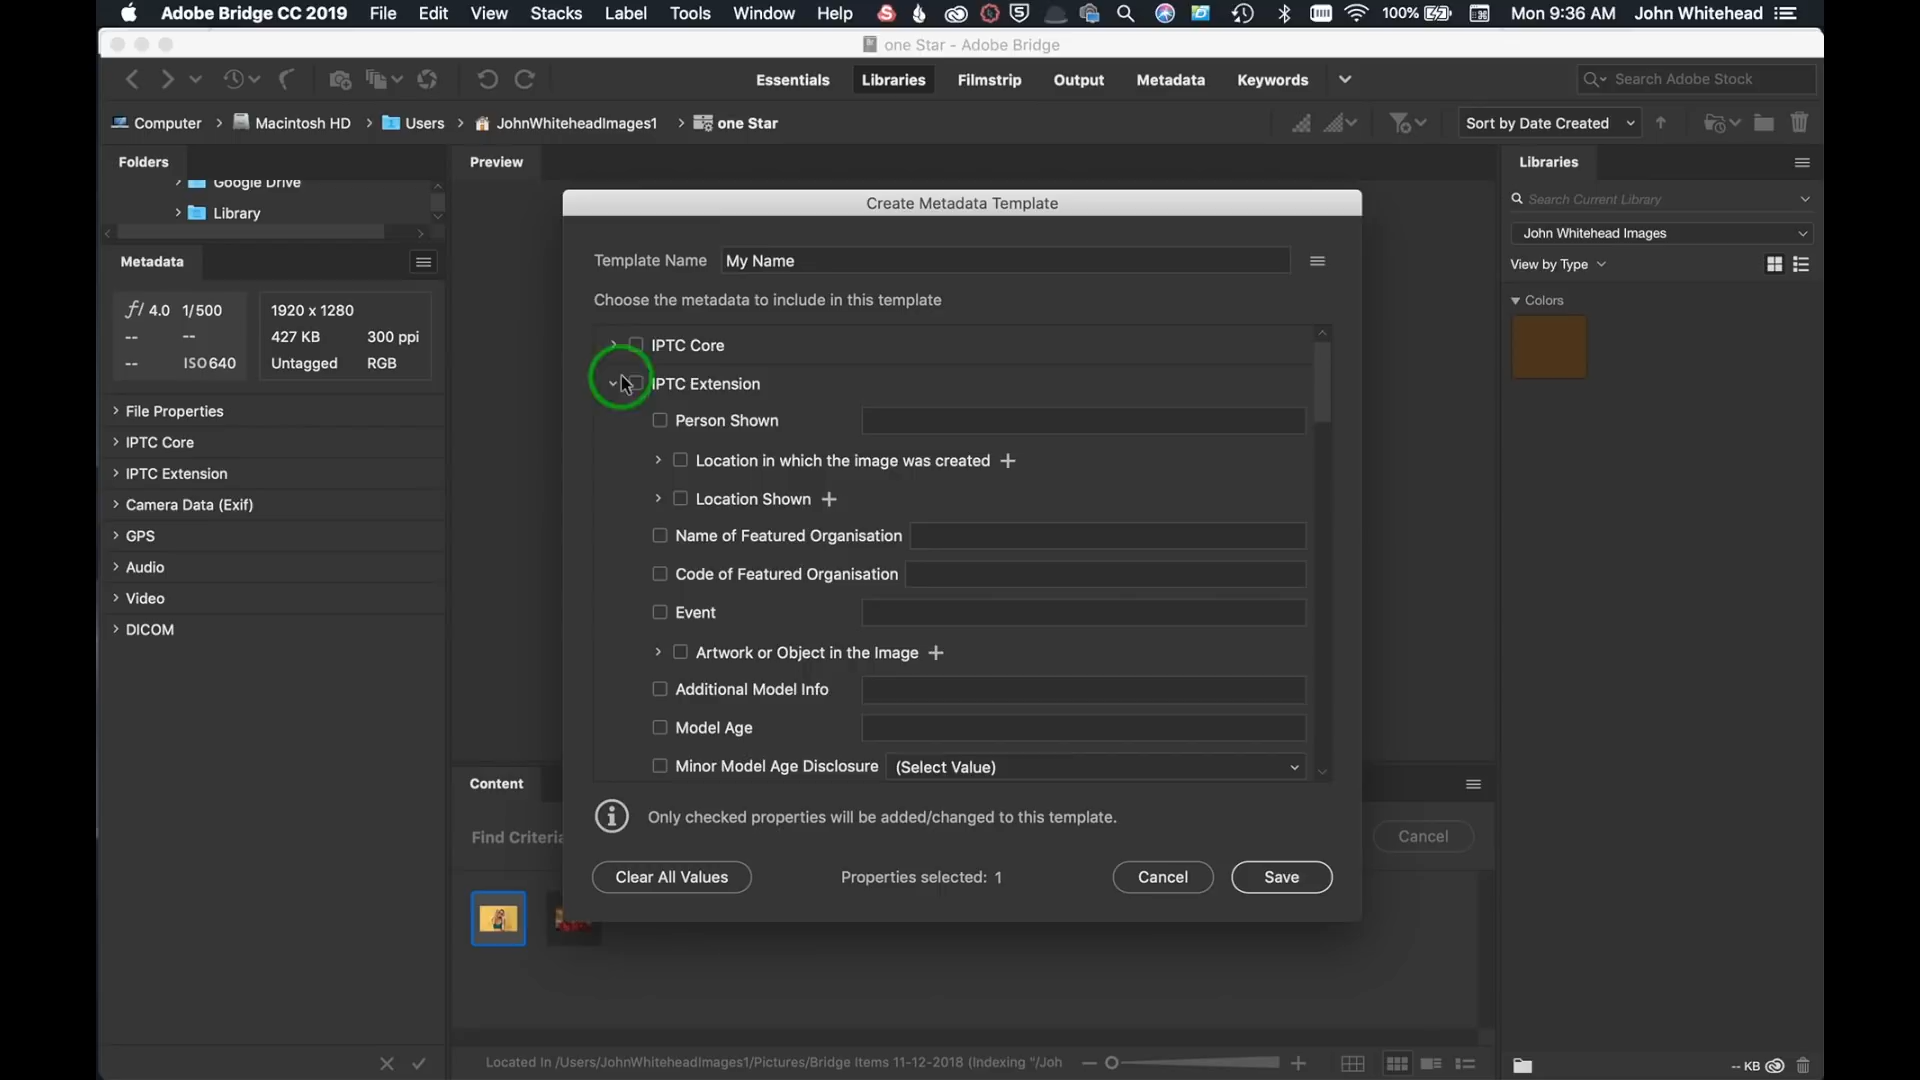 Adobe Bridge CC 2019 File Edit View Stacks Label Tools Window Help 100% Mon 9:36 AM John Whitehead
one Star - Adobe Bridge
Essentials Libraries Filmstrip Output Metadata Keywords Search Adobe Stock
Computer Macintosh HD Users JohnWhiteheadImages1 one Star Sort by Date Created
Folders
Google Drive
Library
Metadata
f/ 4.0 1/500
-- --
-- ISO640
1920 x 1280
427 KB 300 ppi
Untagged RGB
File Properties
IPTC Core
IPTC Extension
Camera Data (Exif)
GPS
Audio
Video
DICOM
Preview
Create Metadata Template
Template Name My Name
Choose the metadata to include in this template
IPTC Core
IPTC Extension
Person Shown
Location in which the image was created
Location Shown
Name of Featured Organisation
Code of Featured Organisation
Event
Artwork or Object in the Image
Additional Model Info
Model Age
Minor Model Age Disclosure (Select Value)
Only checked properties will be added/changed to this template.
Clear All Values Properties selected: 1 Cancel Save
Content
Find Criteria
Cancel
Located In /Users/JohnWhiteheadImages1/Pictures/Bridge Items 11-12-2018 (Indexing "/Joh
Libraries
Search Current Library
John Whitehead Images
View by Type
Colors
-- KB